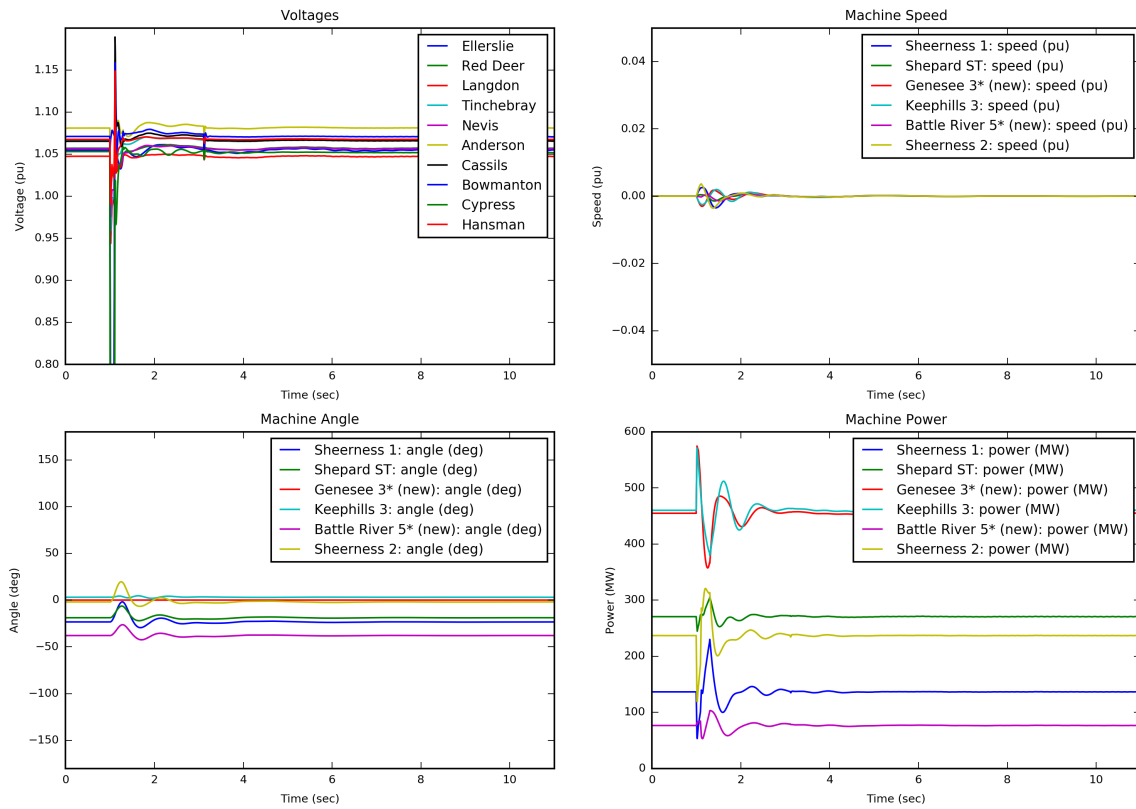 Voltages
Voltage (pu)
1.15
1.10
1.05
1.00
0.95
0.90
0.85
0.80
Ellerslie
Red Deer
Langdon
Tinchebray
Nevis
Anderson
Cassils
Bowmanton
Cypress
Hansman
0 2 4 6 8 10
Time (sec)
Machine Speed
Speed (pu)
0.04
0.02
0.00
−0.02
−0.04
Sheerness 1: speed (pu)
Shepard ST: speed (pu)
Genesee 3* (new): speed (pu)
Keephills 3: speed (pu)
Battle River 5* (new): speed (pu)
Sheerness 2: speed (pu)
0 2 4 6 8 10
Time (sec)
Machine Angle
Angle (deg)
150
100
50
0
−50
−100
−150
Sheerness 1: angle (deg)
Shepard ST: angle (deg)
Genesee 3* (new): angle (deg)
Keephills 3: angle (deg)
Battle River 5* (new): angle (deg)
Sheerness 2: angle (deg)
0 2 4 6 8 10
Time (sec)
Machine Power
Power (MW)
600
500
400
300
200
100
0
Sheerness 1: power (MW)
Shepard ST: power (MW)
Genesee 3* (new): power (MW)
Keephills 3: power (MW)
Battle River 5* (new): power (MW)
Sheerness 2: power (MW)
0 2 4 6 8 10
Time (sec)